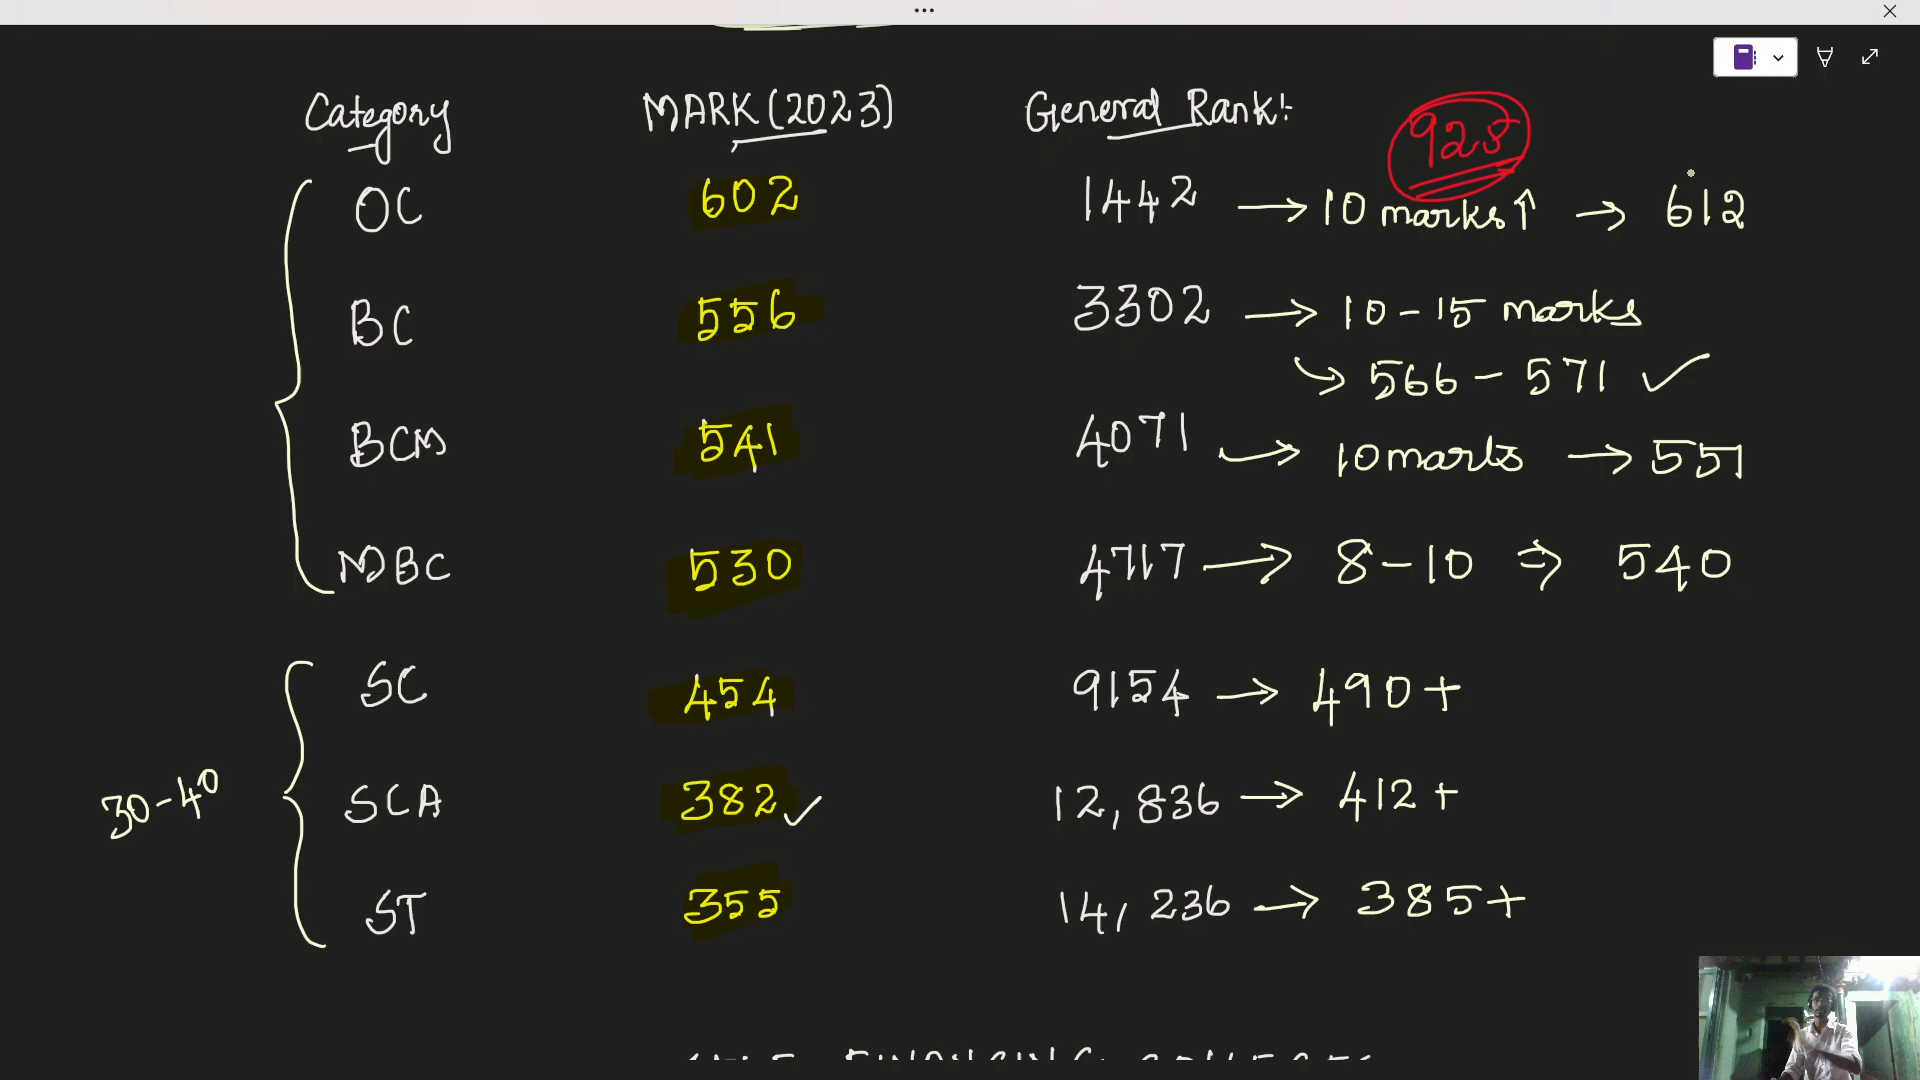 Category MARK (2023) General Rank:-
928
OC 602 1442 → 10 marks ↑ → 612
BC 556 3302 → 10 - 15 marks
↳ 566 - 571 ✓
BCM 541 4071 → 10 marks → 551
MBC 530 4717 → 8 - 10 ⇒ 540
SC 454 9154 → 490 +
30 - 40
SCA 382 ✓ 12,836 → 412 +
ST 355 14,236 → 385 +